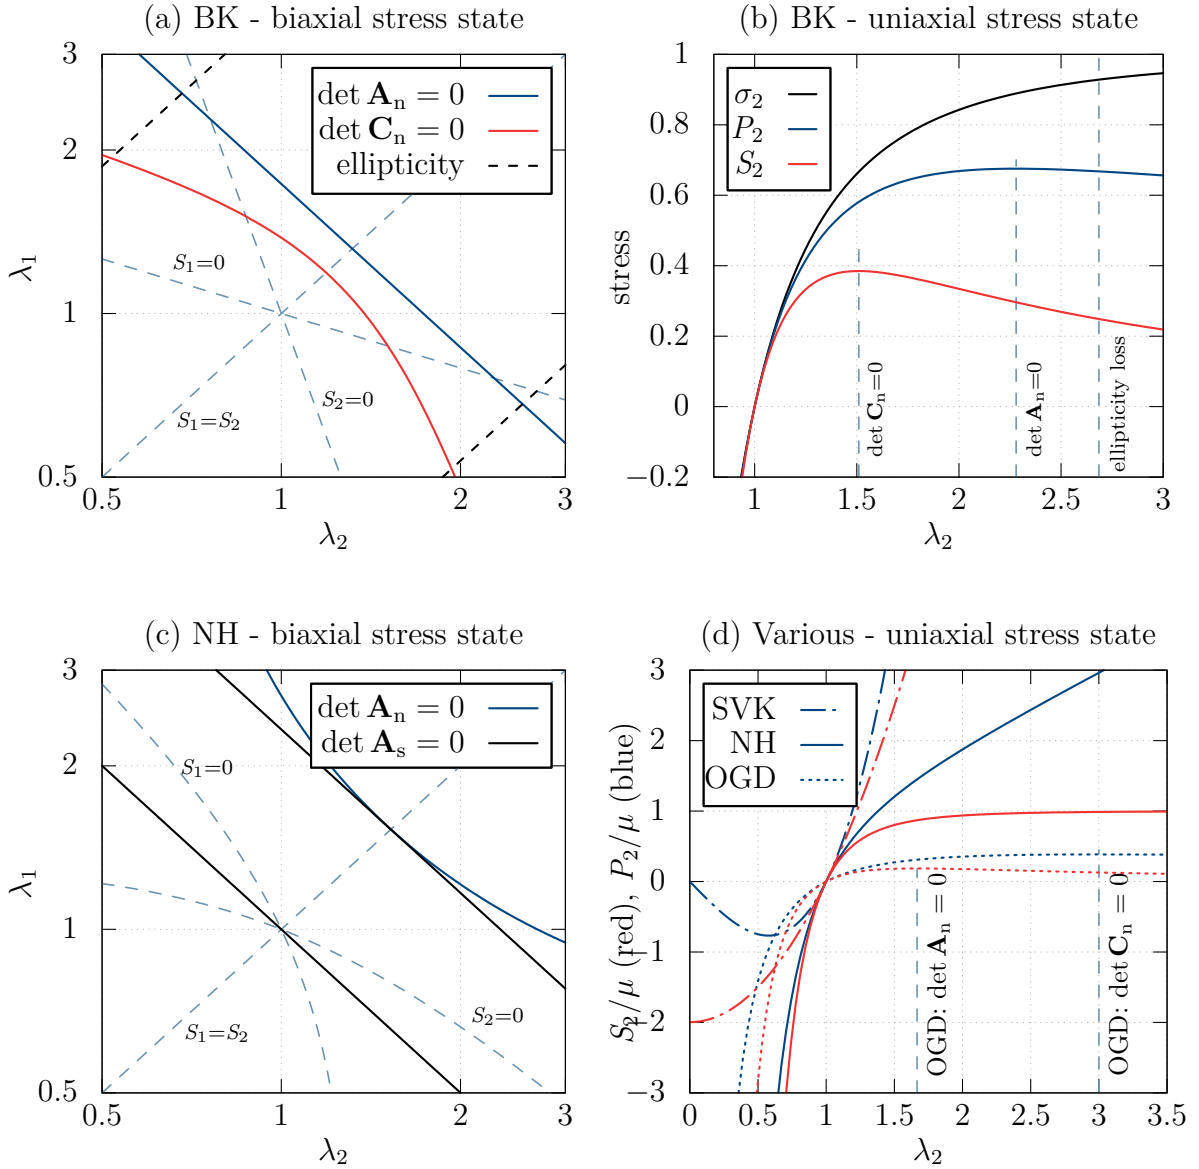 (a) BK - biaxial stress state
3
2
1
0.5
λ₁
det Aₙ = 0
det Cₙ = 0
ellipticity
S₁=0
S₂=0
S₁=S₂
0.5
1
2
3
λ₂
(b) BK - uniaxial stress state
1
0.8
0.6
0.4
0.2
0
−0.2
stress
σ₂
P₂
S₂
det Cₙ=0
det Aₙ=0
ellipticity loss
1
1.5
2
2.5
3
λ₂
(c) NH - biaxial stress state
3
2
1
0.5
λ₁
det Aₙ = 0
det Aₛ = 0
S₁=0
S₂=0
S₁=S₂
0.5
1
2
3
λ₂
(d) Various - uniaxial stress state
3
2
1
0
−1
−2
−3
S₂/μ (red), P₂/μ (blue)
SVK
NH
OGD
OGD: det Aₙ = 0
OGD: det Cₙ = 0
0
0.5
1
1.5
2
2.5
3
3.5
λ₂